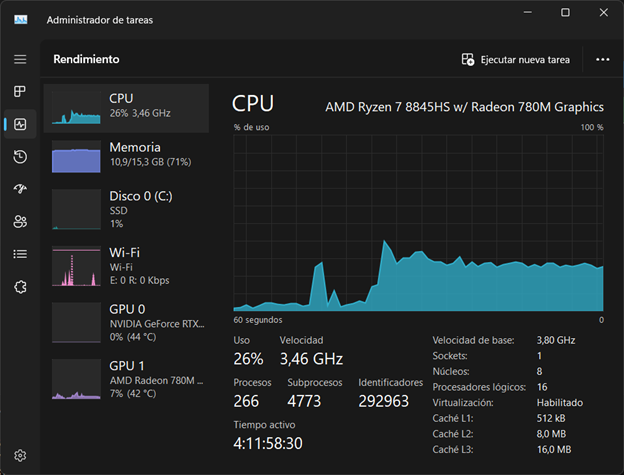 Administrador de tareas
Rendimiento
Ejecutar nueva tarea
CPU
26% 3,46 GHz
Memoria
10,9/15,3 GB (71%)
Disco 0 (C:)
SSD
1%
Wi-Fi
Wi-Fi
E: 0 R: 0 Kbps
GPU 0
NVIDIA GeForce RTX...
0% (44 °C)
GPU 1
AMD Radeon 780M ...
7% (42 °C)
CPU
AMD Ryzen 7 8845HS w/ Radeon 780M Graphics
% de uso
100 %
60 segundos
0
Uso
Velocidad
26%
3,46 GHz
Procesos
Subprocesos
Identificadores
266
4773
292963
Tiempo activo
4:11:58:30
Velocidad de base: 3,80 GHz
Sockets: 1
Núcleos: 8
Procesadores lógicos: 16
Virtualización: Habilitado
Caché L1: 512 kB
Caché L2: 8,0 MB
Caché L3: 16,0 MB